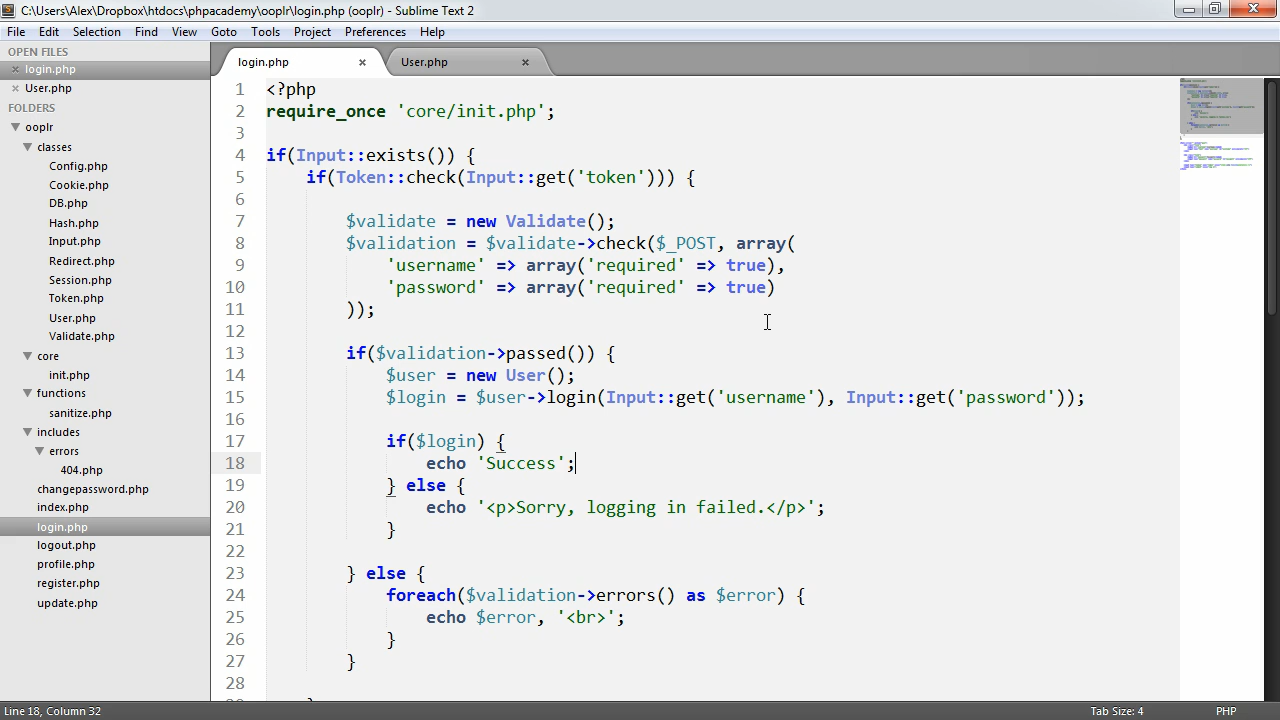 C:\Users\Alex\Dropbox\htdocs\phpacademy\ooplr\login.php (ooplr) - Sublime Text 2
File Edit Selection Find View Goto Tools Project Preferences Help
OPEN FILES
login.php
User.php
FOLDERS
ooplr
classes
Config.php
Cookie.php
DB.php
Hash.php
Input.php
Redirect.php
Session.php
Token.php
User.php
Validate.php
core
init.php
functions
sanitize.php
includes
errors
404.php
changepassword.php
index.php
login.php
logout.php
profile.php
register.php
update.php
login.php User.php
1 <?php
2 require_once 'core/init.php';
3
4 if(Input::exists()) {
5 if(Token::check(Input::get('token'))) {
6
7 $validate = new Validate();
8 $validation = $validate->check($_POST, array(
9 'username' => array('required' => true),
10 'password' => array('required' => true)
11 ));
12
13 if($validation->passed()) {
14 $user = new User();
15 $login = $user->login(Input::get('username'), Input::get('password'));
16
17 if($login) {
18 echo 'Success';
19 } else {
20 echo '<p>Sorry, logging in failed.</p>';
21 }
22
23 } else {
24 foreach($validation->errors() as $error) {
25 echo $error, '<br>';
26 }
27 }
28
Line 18, Column 32 Tab Size: 4 PHP